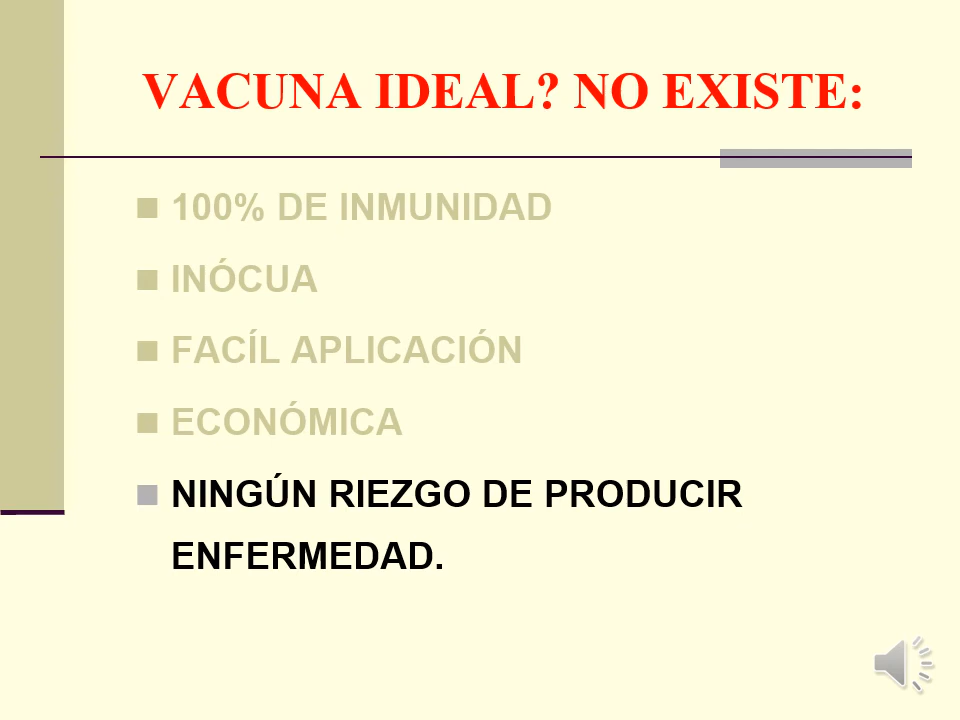 VACUNA IDEAL? NO EXISTE:
100% DE INMUNIDAD
INÓCUA
FACÍL APLICACIÓN
ECONÓMICA
NINGÚN RIEZGO DE PRODUCIR
ENFERMEDAD.